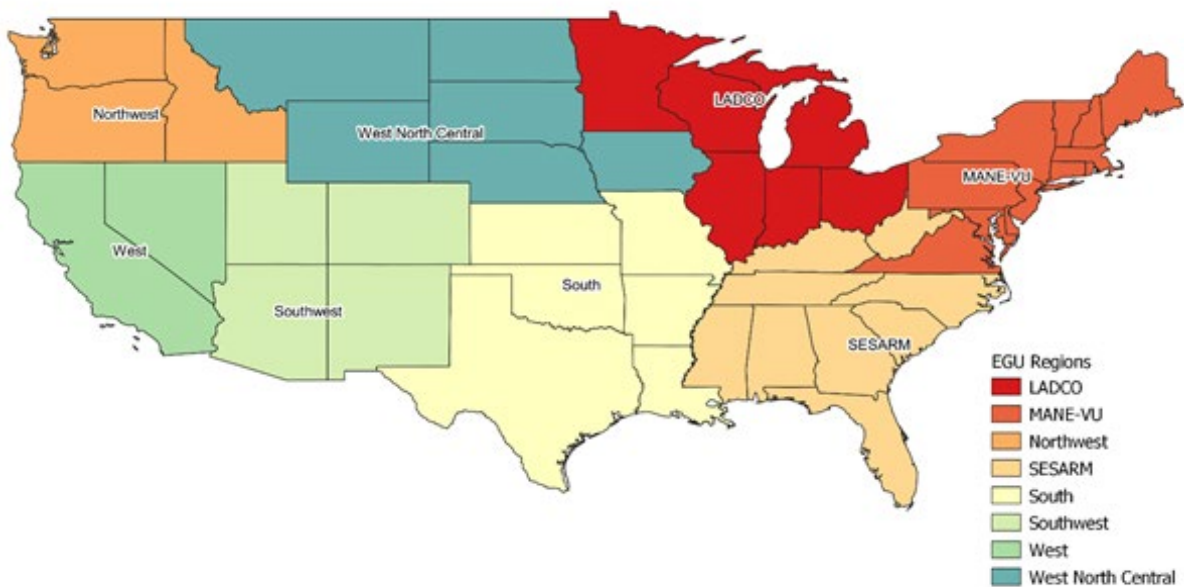 Northwest
West North Central
LADCO
MANE-VU
West
Southwest
South
SESARM
EGU Regions
LADCO
MANE-VU
Northwest
SESARM
South
Southwest
West
West North Central